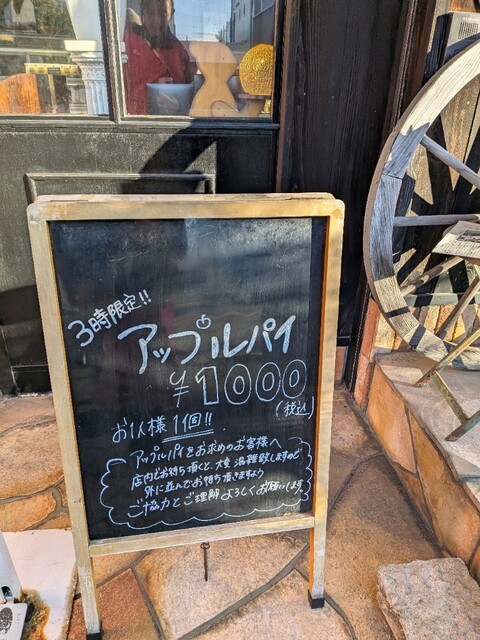 3時限定!!
アップルパイ
¥1000
(税込)
お1人様 1個!!
アップルパイをお求めのお客様へ
店内でお待ち頂くと、大変混雑致しますので
外に並んでお待ち頂きますよう
ご協力とご理解よろしくお願いします